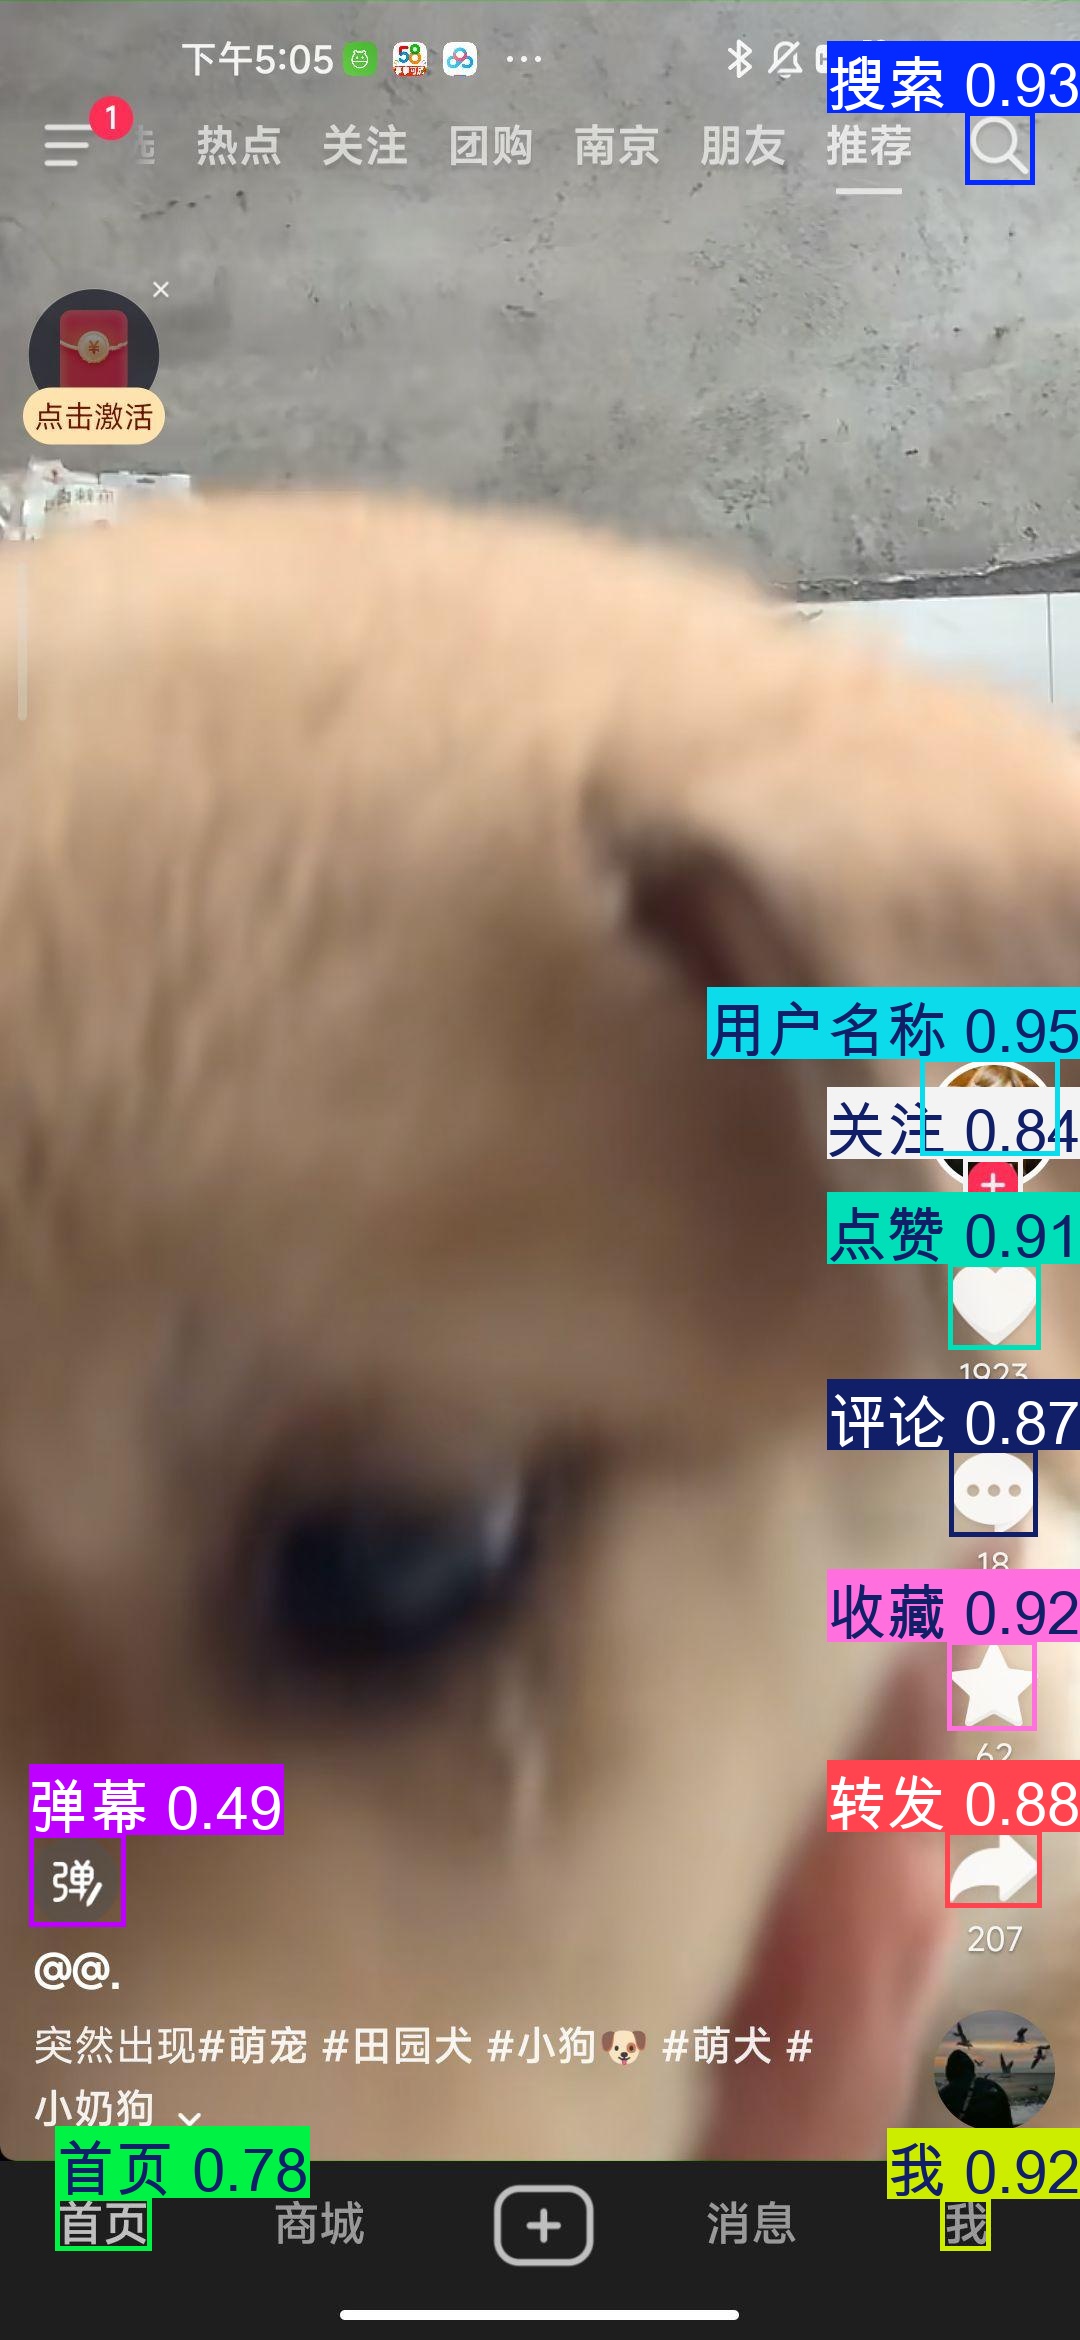 下午5:05 58 ...
搜索 0.93
1
热点 关注 团购 南京 朋友 推荐
点击激活
用户名称 0.95
关注 0.84
点赞 0.91
1923
评论 0.87
18
收藏 0.92
62
弹幕 0.49
转发 0.88
弹
207
@@.
突然出现#萌宠 #田园犬 #小狗🐶 #萌犬 #
小奶狗
首页 0.78
我 0.92
首页 商城 消息 我